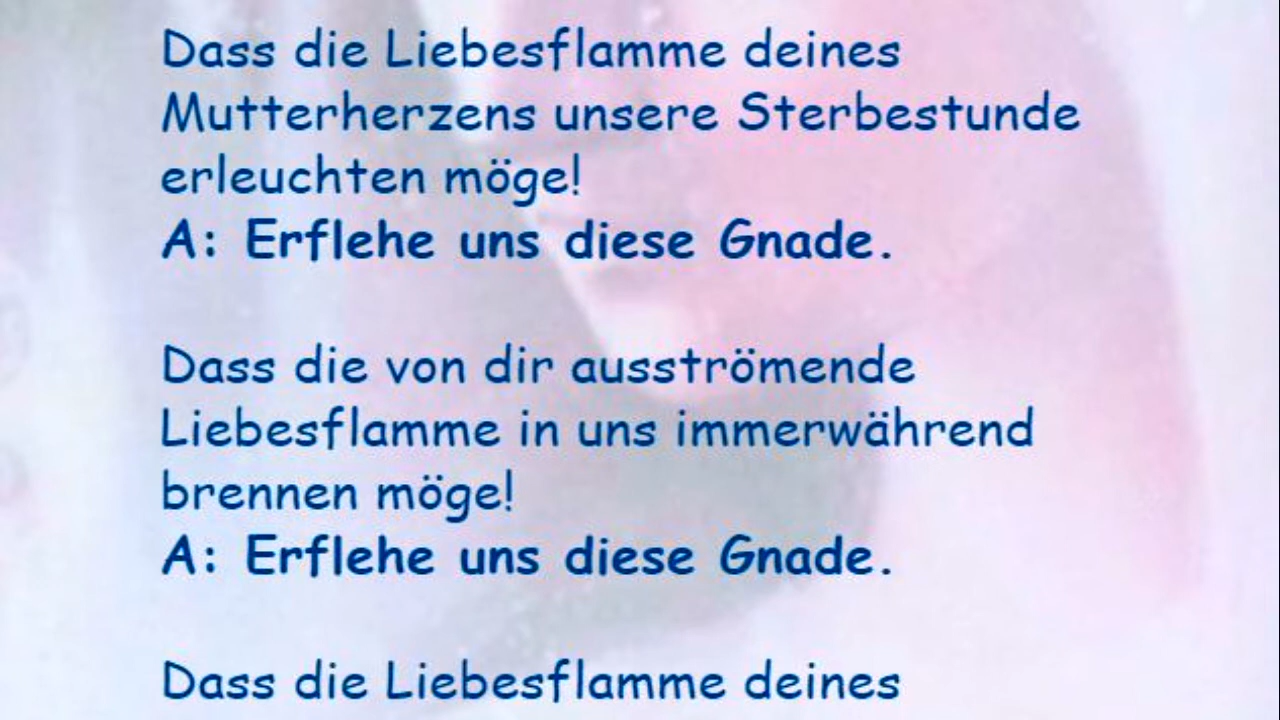 Dass die Liebesflamme deines
Mutterherzens unsere Sterbestunde
erleuchten möge!
A: Erflehe uns diese Gnade.
Dass die von dir ausströmende
Liebesflamme in uns immerwährend
brennen möge!
A: Erflehe uns diese Gnade.
Dass die Liebesflamme deines